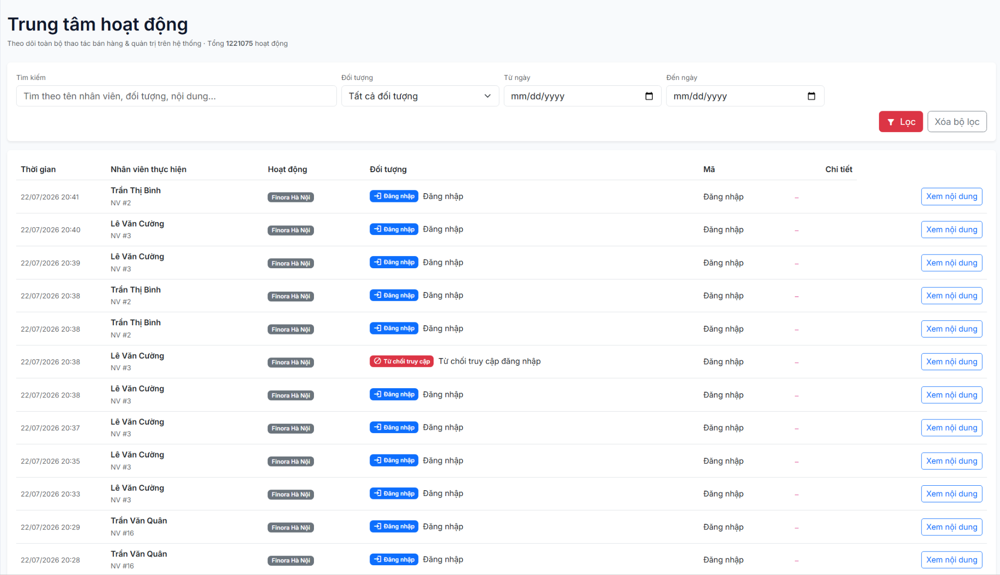 Trung tâm hoạt động
Theo dõi toàn bộ thao tác bán hàng & quản trị trên hệ thống · Tổng 1221075 hoạt động
Tìm kiếm Đối tượng Từ ngày Đến ngày
Tìm theo tên nhân viên, đối tượng, nội dung... Tất cả đối tượng mm/dd/yyyy mm/dd/yyyy
Lọc Xóa bộ lọc
Thời gian Nhân viên thực hiện Hoạt động Đối tượng Mã Chi tiết
22/07/2026 20:41 Trần Thị Bình Finora Hà Nội Đăng nhập Đăng nhập Đăng nhập – Xem nội dung
NV #2
22/07/2026 20:40 Lê Văn Cường Finora Hà Nội Đăng nhập Đăng nhập Đăng nhập – Xem nội dung
NV #3
22/07/2026 20:39 Lê Văn Cường Finora Hà Nội Đăng nhập Đăng nhập Đăng nhập – Xem nội dung
NV #3
22/07/2026 20:38 Trần Thị Bình Finora Hà Nội Đăng nhập Đăng nhập Đăng nhập – Xem nội dung
NV #2
22/07/2026 20:38 Trần Thị Bình Finora Hà Nội Đăng nhập Đăng nhập Đăng nhập – Xem nội dung
NV #2
22/07/2026 20:38 Lê Văn Cường Finora Hà Nội Từ chối truy cập Từ chối truy cập đăng nhập Đăng nhập – Xem nội dung
NV #3
22/07/2026 20:38 Lê Văn Cường Finora Hà Nội Đăng nhập Đăng nhập Đăng nhập – Xem nội dung
NV #3
22/07/2026 20:37 Lê Văn Cường Finora Hà Nội Đăng nhập Đăng nhập Đăng nhập – Xem nội dung
NV #3
22/07/2026 20:35 Lê Văn Cường Finora Hà Nội Đăng nhập Đăng nhập Đăng nhập – Xem nội dung
NV #3
22/07/2026 20:33 Lê Văn Cường Finora Hà Nội Đăng nhập Đăng nhập Đăng nhập – Xem nội dung
NV #3
22/07/2026 20:29 Trần Văn Quân Finora Hà Nội Đăng nhập Đăng nhập Đăng nhập – Xem nội dung
NV #16
22/07/2026 20:28 Trần Văn Quân Finora Hà Nội Đăng nhập Đăng nhập Đăng nhập – Xem nội dung
NV #16